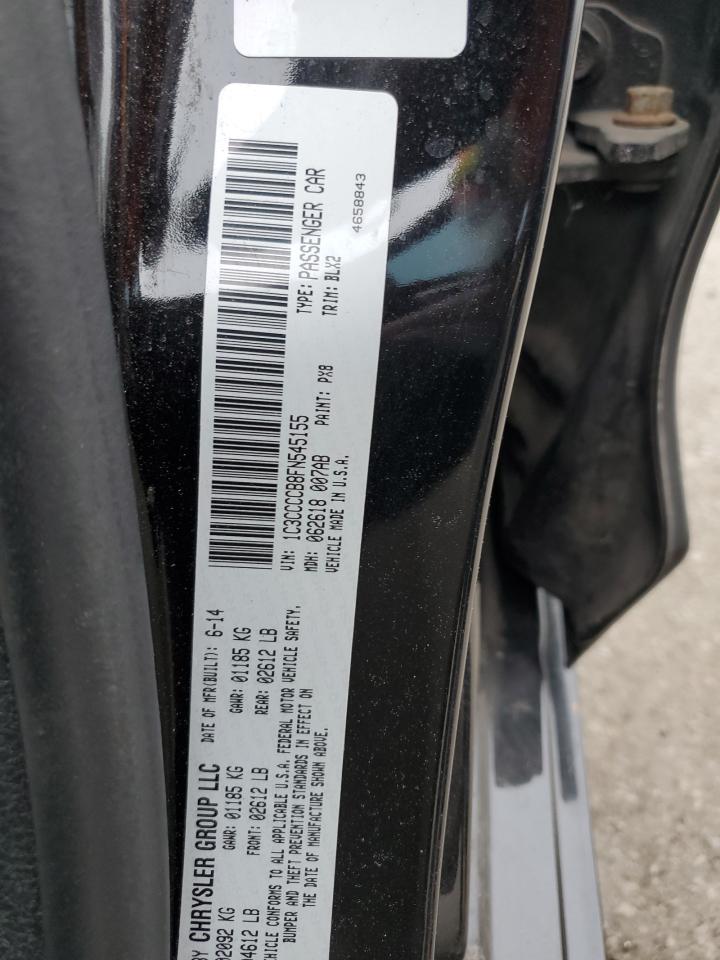 BY CHRYSLER GROUP LLC DATE OF MFR(BUILT): 6-14
02092 KG GAWR: 01185 KG GAWR: 01185 KG
04612 LB FRONT: 02612 LB REAR: 02612 LB
VEHICLE CONFORMS TO ALL APPLICABLE U.S.A. FEDERAL MOTOR VEHICLE SAFETY,
BUMPER AND THEFT PREVENTION STANDARDS IN EFFECT ON
THE DATE OF MANUFACTURE SHOWN ABOVE.
VIN: 1C3CCCCB8FN545155 TYPE: PASSENGER CAR
MDH: 062618 007AB PAINT: PX8 TRIM: BLX2
VEHICLE MADE IN U.S.A. 4658843